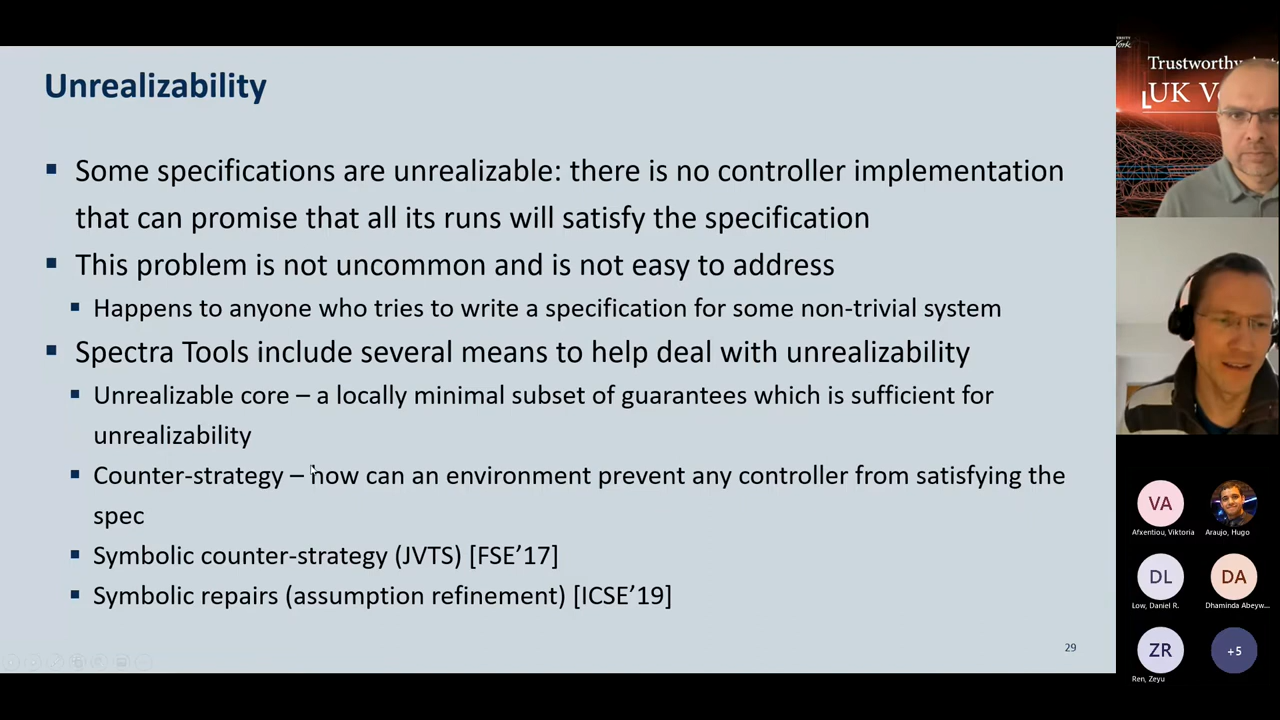 Unrealizability
▪ Some specifications are unrealizable: there is no controller implementation
that can promise that all its runs will satisfy the specification
▪ This problem is not uncommon and is not easy to address
▪ Happens to anyone who tries to write a specification for some non-trivial system
▪ Spectra Tools include several means to help deal with unrealizability
▪ Unrealizable core – a locally minimal subset of guarantees which is sufficient for
unrealizability
▪ Counter-strategy – how can an environment prevent any controller from satisfying the
spec
▪ Symbolic counter-strategy (JVTS) [FSE’17]
▪ Symbolic repairs (assumption refinement) [ICSE’19]
29
Trustworthy
UK
VA
Afxentiou, Viktoria
Araujo, Hugo
DL
Low, Daniel R.
DA
Dhaminda Abeyw...
ZR
Ren, Zeyu
+5